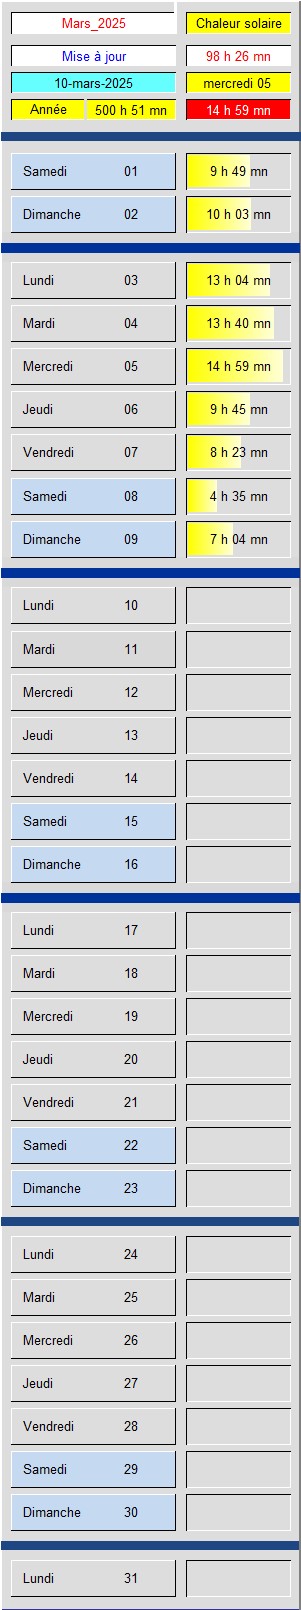 Mars_2025 Chaleur solaire
Mise à jour 98 h 26 mn
10-mars-2025 mercredi 05
Année 500 h 51 mn 14 h 59 mn
Samedi 01 9 h 49 mn
Dimanche 02 10 h 03 mn
Lundi 03 13 h 04 mn
Mardi 04 13 h 40 mn
Mercredi 05 14 h 59 mn
Jeudi 06 9 h 45 mn
Vendredi 07 8 h 23 mn
Samedi 08 4 h 35 mn
Dimanche 09 7 h 04 mn
Lundi 10
Mardi 11
Mercredi 12
Jeudi 13
Vendredi 14
Samedi 15
Dimanche 16
Lundi 17
Mardi 18
Mercredi 19
Jeudi 20
Vendredi 21
Samedi 22
Dimanche 23
Lundi 24
Mardi 25
Mercredi 26
Jeudi 27
Vendredi 28
Samedi 29
Dimanche 30
Lundi 31